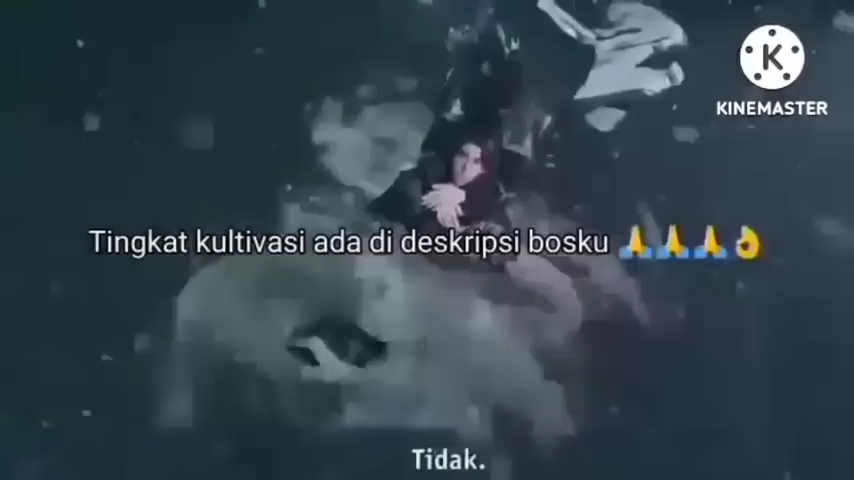 KINEMASTER
Tingkat kultivasi ada di deskripsi bosku 🙏🙏🙏👌
Tidak.